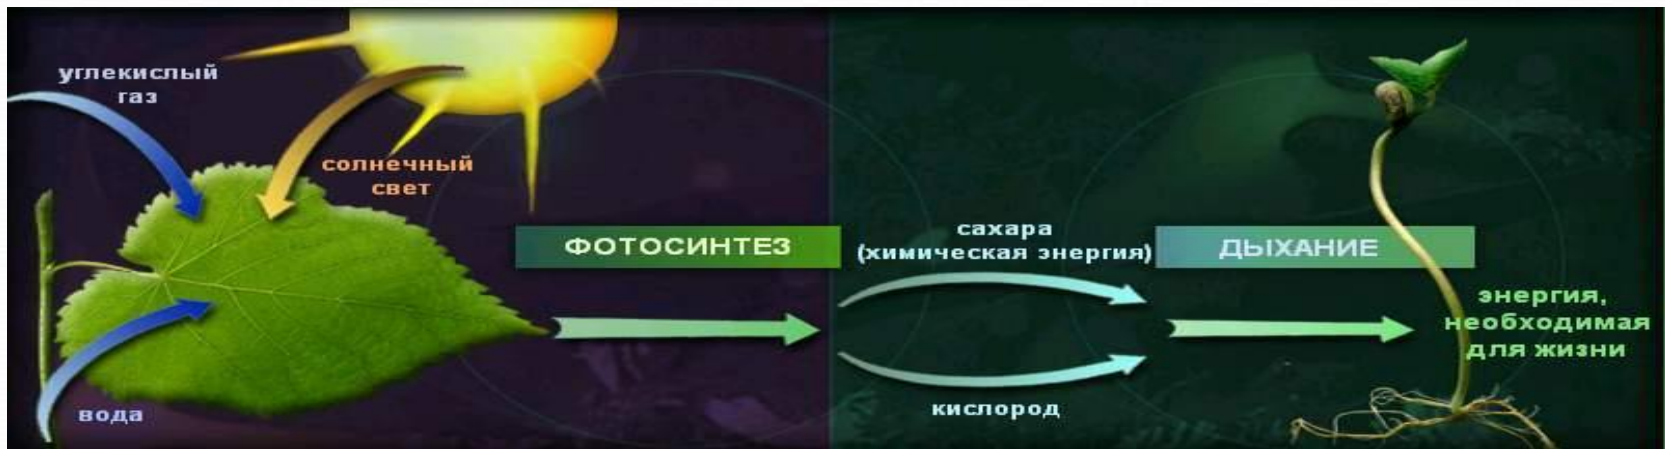 углекислый
газ
солнечный
свет
вода
ФОТОСИНТЕЗ
сахара
(химическая энергия)
кислород
ДЫХАНИЕ
энергия,
необходимая
для жизни